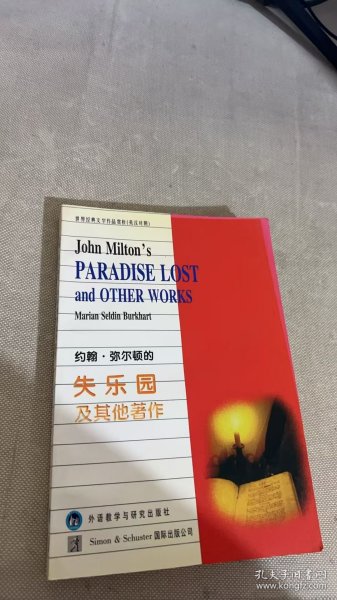 世界经典文学作品赏析(英汉对照)
John Milton's
PARADISE LOST
and OTHER WORKS
Marian Seldin Burkhart
约翰·弥尔顿的
失乐园
及其他著作
外语教学与研究出版社
Simon & Schuster 国际出版公司
孔夫子旧书网
www.kongfz.com